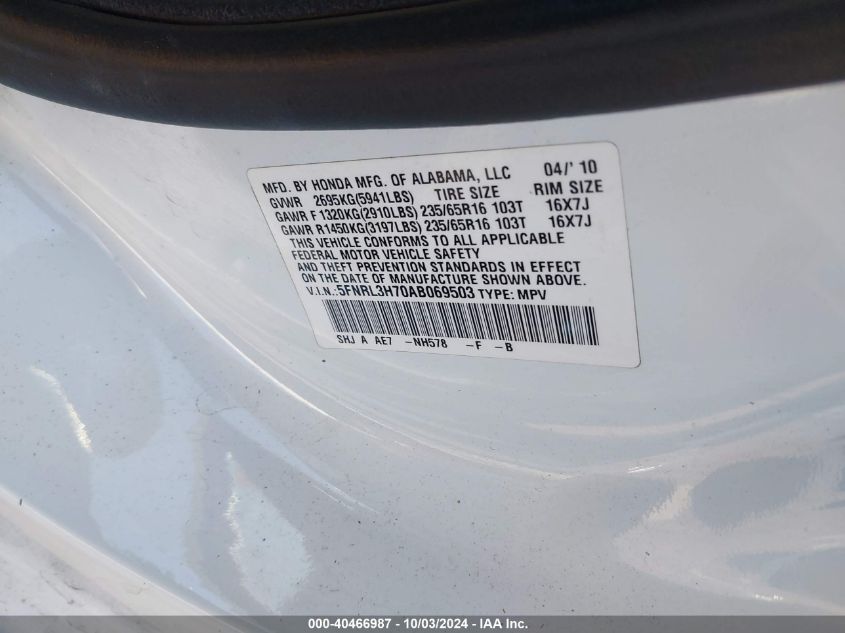 MFD. BY HONDA MFG. OF ALABAMA, LLC 04/' 10
GVWR 2695KG(5941LBS) TIRE SIZE RIM SIZE
GAWR F1320KG(2910LBS) 235/65R16 103T 16X7J
GAWR R1450KG(3197LBS) 235/65R16 103T 16X7J
THIS VEHICLE CONFORMS TO ALL APPLICABLE
FEDERAL MOTOR VEHICLE SAFETY
AND THEFT PREVENTION STANDARDS IN EFFECT
ON THE DATE OF MANUFACTURE SHOWN ABOVE.
V.I.N.:5FNRL3H70AB069503 TYPE: MPV
SHJ A AE7 -NH578 -F -B
000-40466987 - 10/03/2024 - IAA Inc.